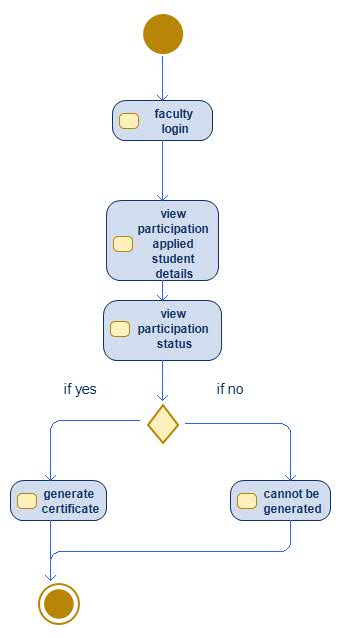 faculty
login
view
participation
applied
student
details
view
participation
status
if yes
if no
generate
certificate
cannot be
generated